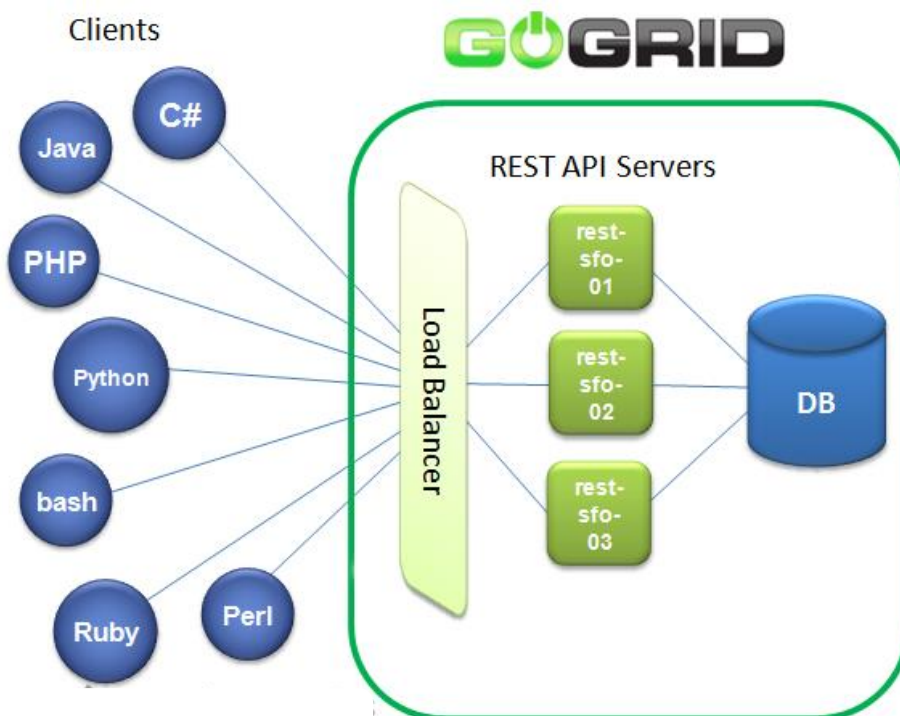 Clients
GOGRID
C#
Java
PHP
Python
bash
Ruby
Perl
REST API Servers
Load Balancer
rest-
sfo-
01
rest-
sfo-
02
rest-
sfo-
03
DB